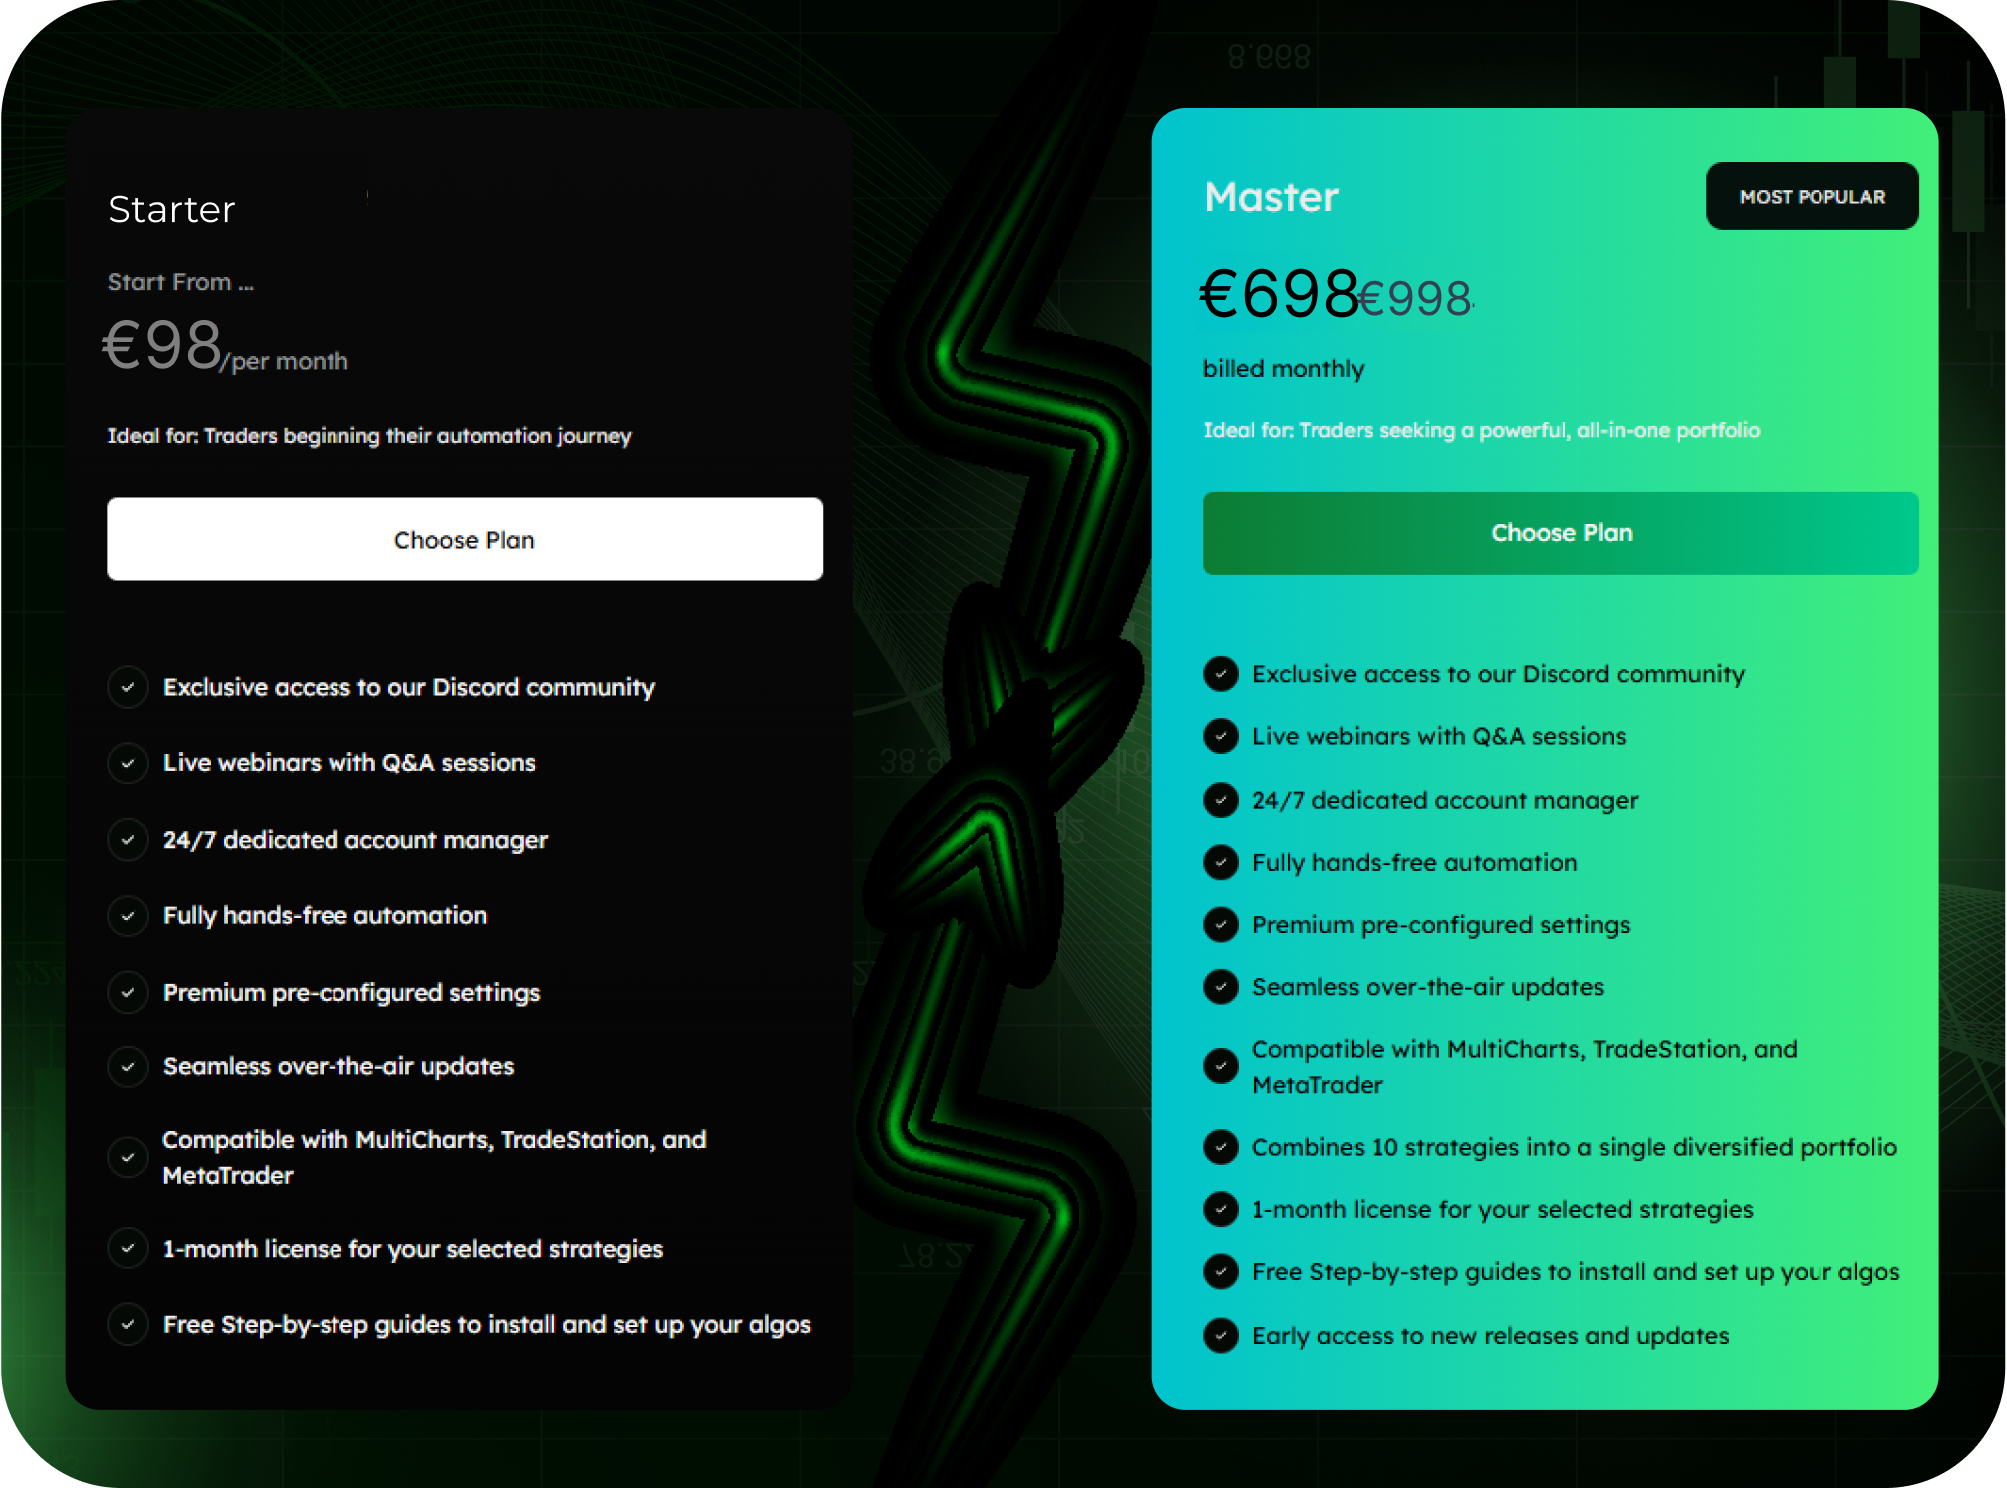 Starter
Start From ...
€98/per month
Ideal for: Traders beginning their automation journey
Choose Plan
Exclusive access to our Discord community
Live webinars with Q&A sessions
24/7 dedicated account manager
Fully hands-free automation
Premium pre-configured settings
Seamless over-the-air updates
Compatible with MultiCharts, TradeStation, and
MetaTrader
1-month license for your selected strategies
Free Step-by-step guides to install and set up your algos
8.668
Master
MOST POPULAR
€698€998
billed monthly
Ideal for: Traders seeking a powerful, all-in-one portfolio
Choose Plan
Exclusive access to our Discord community
Live webinars with Q&A sessions
24/7 dedicated account manager
Fully hands-free automation
Premium pre-configured settings
Seamless over-the-air updates
Compatible with MultiCharts, TradeStation, and
MetaTrader
Combines 10 strategies into a single diversified portfolio
1-month license for your selected strategies
Free Step-by-step guides to install and set up your algos
Early access to new releases and updates